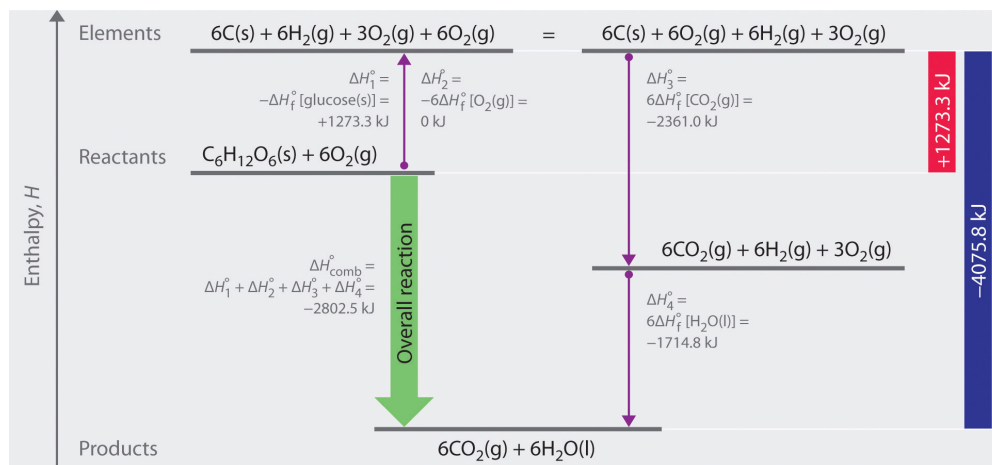 Elements
6C(s) + 6H₂(g) + 3O₂(g) + 6O₂(g)
=
6C(s) + 6O₂(g) + 6H₂(g) + 3O₂(g)
ΔH°₁ =
−ΔH°f [glucose(s)] =
+1273.3 kJ
ΔH°₂ =
−6ΔH°f [O₂(g)] =
0 kJ
ΔH°₃ =
6ΔH°f [CO₂(g)] =
−2361.0 kJ
+1273.3 kJ
−4075.8 kJ
Reactants
C₆H₁₂O₆(s) + 6O₂(g)
Enthalpy, H
Overall reaction
ΔH°comb =
ΔH°₁ + ΔH°₂ + ΔH°₃ + ΔH°₄ =
−2802.5 kJ
6CO₂(g) + 6H₂(g) + 3O₂(g)
ΔH°₄ =
6ΔH°f [H₂O(l)] =
−1714.8 kJ
Products
6CO₂(g) + 6H₂O(l)